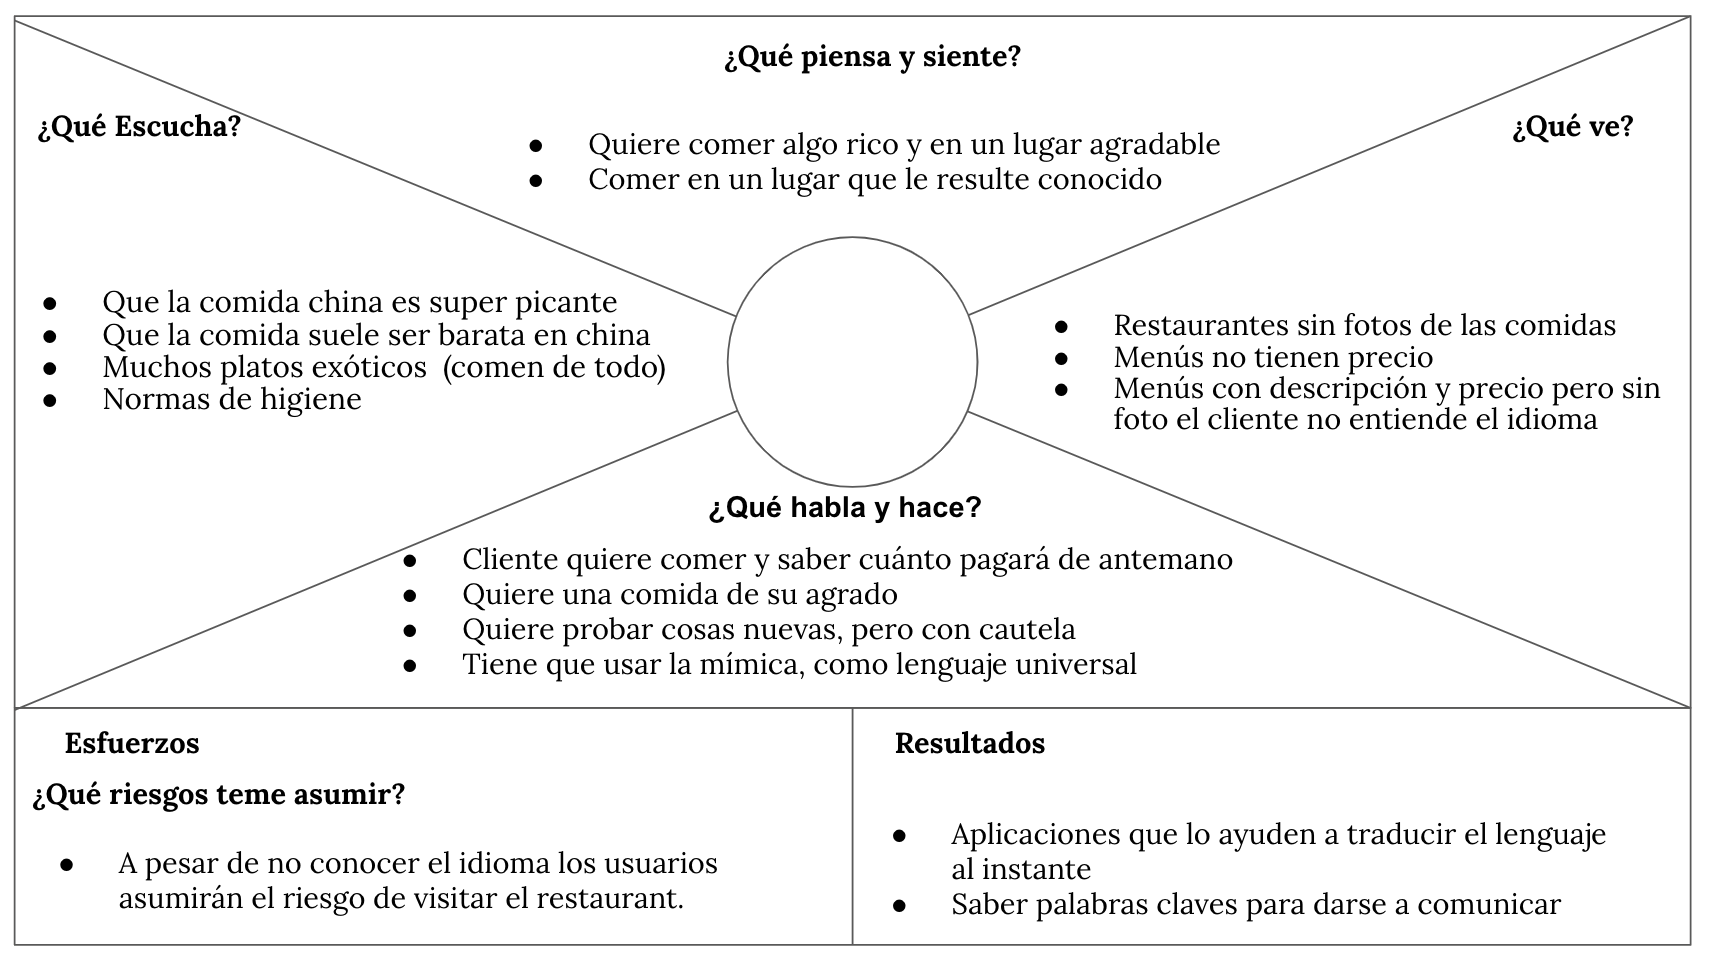 ¿Qué piensa y siente?
● Quiere comer algo rico y en un lugar agradable
● Comer en un lugar que le resulte conocido
¿Qué Escucha?
● Que la comida china es super picante
● Que la comida suele ser barata en china
● Muchos platos exóticos (comen de todo)
● Normas de higiene
¿Qué ve?
● Restaurantes sin fotos de las comidas
● Menús no tienen precio
● Menús con descripción y precio pero sin
foto el cliente no entiende el idioma
¿Qué habla y hace?
● Cliente quiere comer y saber cuánto pagará de antemano
● Quiere una comida de su agrado
● Quiere probar cosas nuevas, pero con cautela
● Tiene que usar la mímica, como lenguaje universal
Esfuerzos
¿Qué riesgos teme asumir?
● A pesar de no conocer el idioma los usuarios
asumirán el riesgo de visitar el restaurant.
Resultados
● Aplicaciones que lo ayuden a traducir el lenguaje
al instante
● Saber palabras claves para darse a comunicar